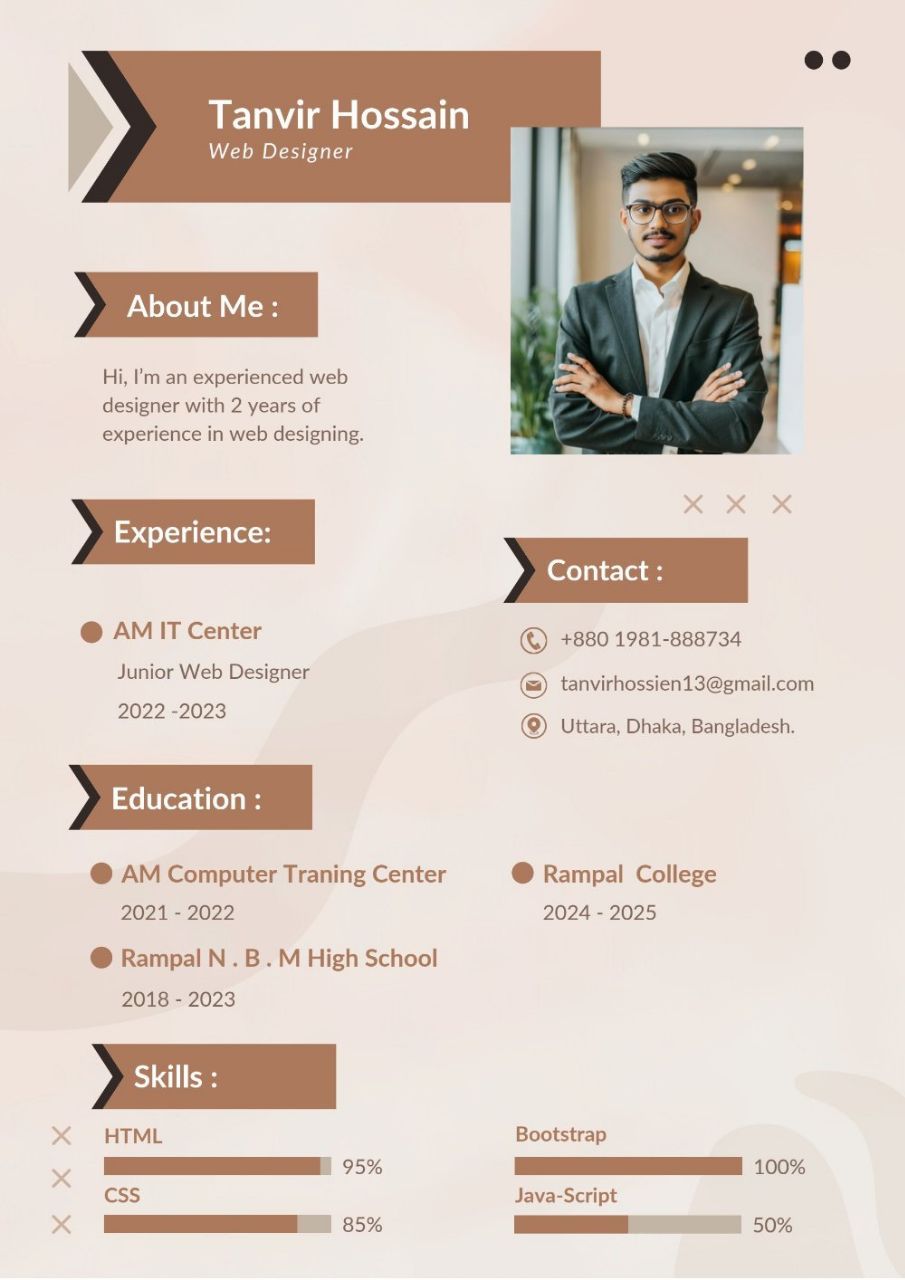 Tanvir Hossain
Web Designer
About Me :
Hi, I'm an experienced web
designer with 2 years of
experience in web designing.
Experience:
AM IT Center
Junior Web Designer
2022 -2023
Contact :
+880 1981-888734
tanvirhossien13@gmail.com
Uttara, Dhaka, Bangladesh.
Education :
AM Computer Traning Center
2021 - 2022
Rampal N . B . M High School
2018 - 2023
Rampal  College
2024 - 2025
Skills :
HTML
95%
CSS
85%
Bootstrap
100%
Java-Script
50%